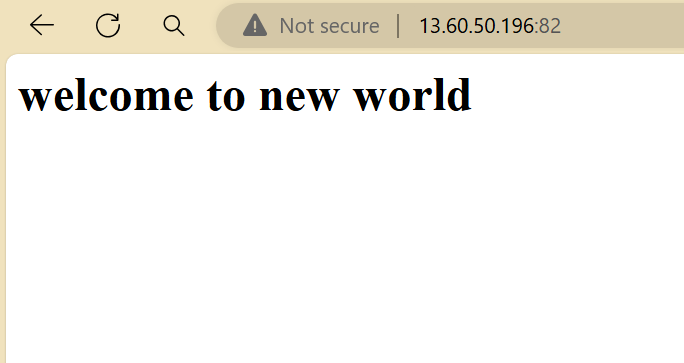 Not secure | 13.60.50.196:82
welcome to new world